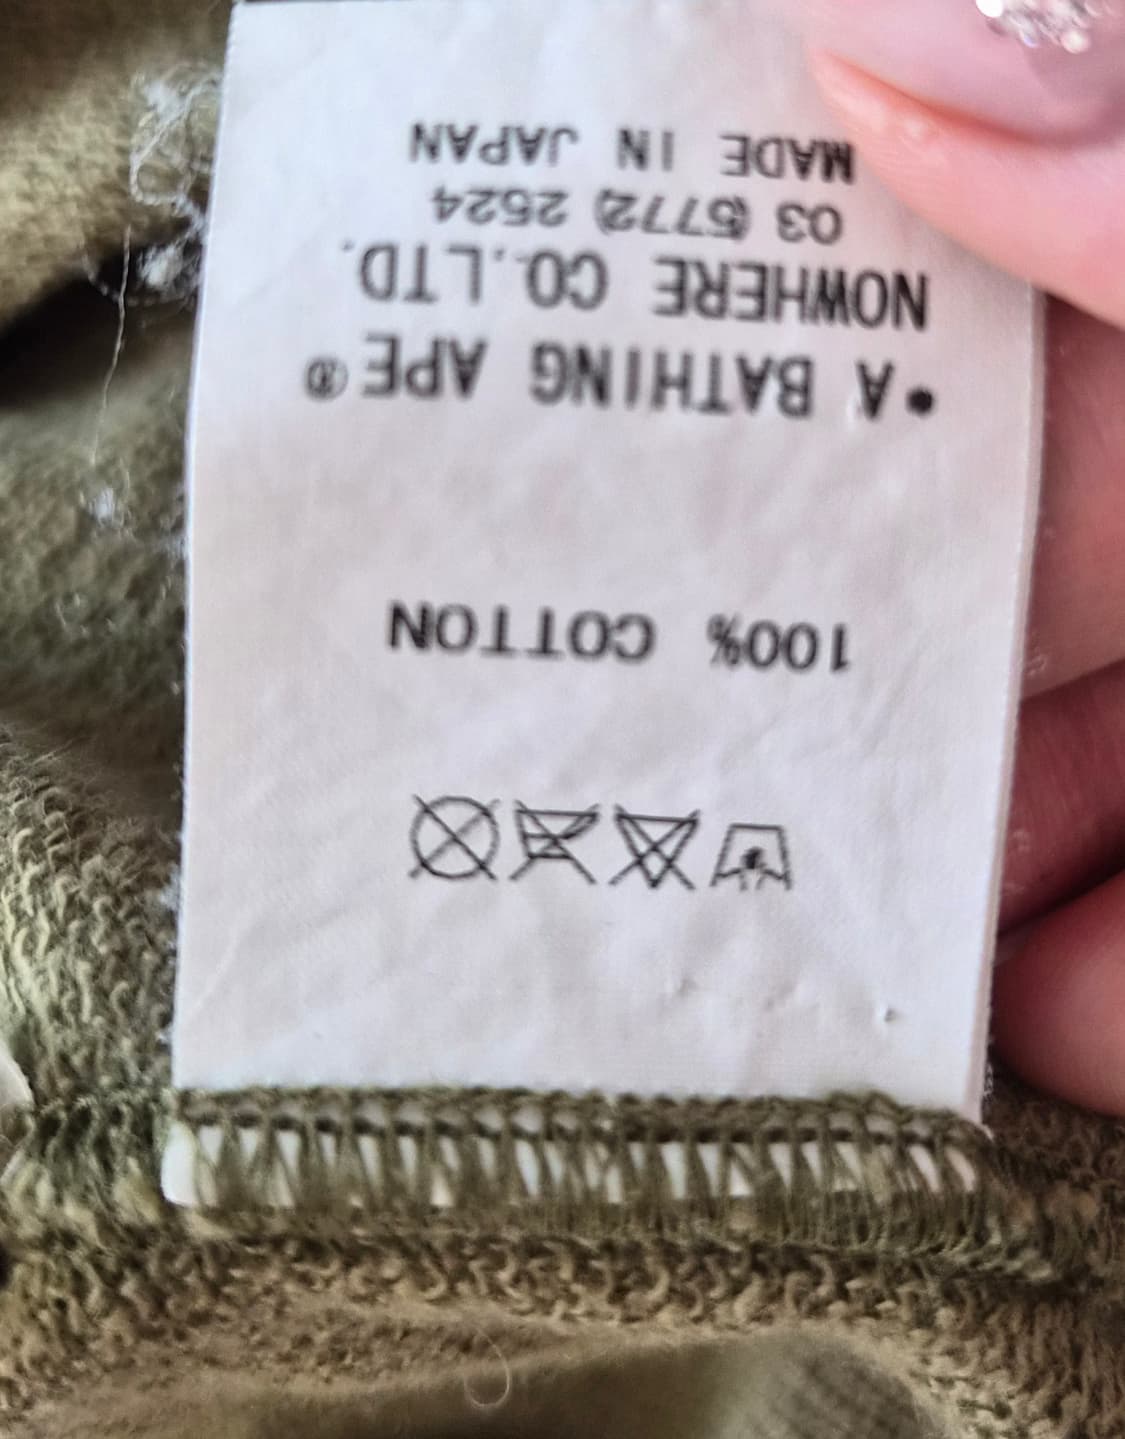 100% COTTON
•A BATHING APE®
NOWHERE CO.LTD.
03 (5772) 2524
MADE IN JAPAN